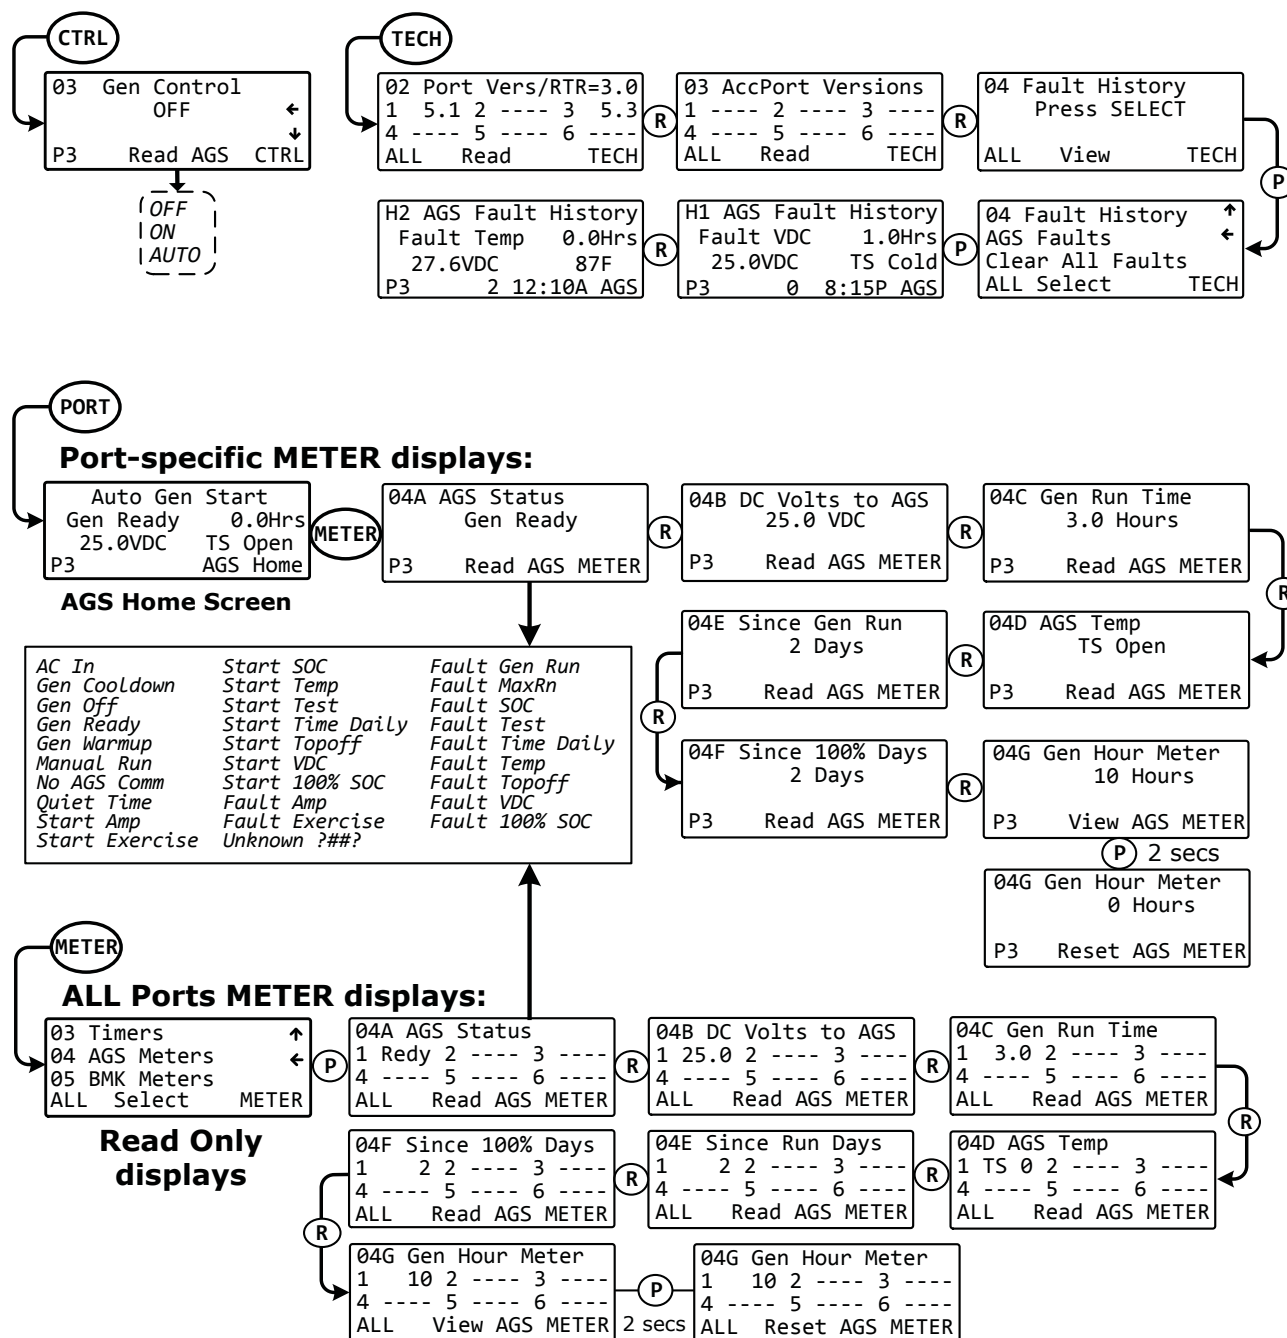 CTRL
03 Gen Control
OFF ←
↓
P3 Read AGS CTRL
OFF
ON
AUTO
TECH
02 Port Vers/RTR=3.0
1 5.1 2 ---- 3 5.3
4 ---- 5 ---- 6 ----
ALL Read TECH
R
03 AccPort Versions
1 ---- 2 ---- 3 ----
4 ---- 5 ---- 6 ----
ALL Read TECH
R
04 Fault History
Press SELECT
ALL View TECH
P
04 Fault History ↑
AGS Faults ←
Clear All Faults
ALL Select TECH
P
H1 AGS Fault History
Fault VDC 1.0Hrs
25.0VDC TS Cold
P3 0 8:15P AGS
R
H2 AGS Fault History
Fault Temp 0.0Hrs
27.6VDC 87F
P3 2 12:10A AGS
PORT
Port-specific METER displays:
Auto Gen Start
Gen Ready 0.0Hrs
25.0VDC TS Open
P3 AGS Home
AGS Home Screen
METER
04A AGS Status
Gen Ready
P3 Read AGS METER
R
04B DC Volts to AGS
25.0 VDC
P3 Read AGS METER
R
04C Gen Run Time
3.0 Hours
P3 Read AGS METER
R
04D AGS Temp
TS Open
P3 Read AGS METER
R
04E Since Gen Run
2 Days
P3 Read AGS METER
R
04F Since 100% Days
2 Days
P3 Read AGS METER
R
04G Gen Hour Meter
10 Hours
P3 View AGS METER
P 2 secs
04G Gen Hour Meter
0 Hours
P3 Reset AGS METER
AC In Start SOC Fault Gen Run
Gen Cooldown Start Temp Fault MaxRn
Gen Off Start Test Fault SOC
Gen Ready Start Time Daily Fault Test
Gen Warmup Start Topoff Fault Time Daily
Manual Run Start VDC Fault Temp
No AGS Comm Start 100% SOC Fault Topoff
Quiet Time Fault Amp Fault VDC
Start Amp Fault Exercise Fault 100% SOC
Start Exercise Unknown ?##?
METER
ALL Ports METER displays:
03 Timers ↑
04 AGS Meters ←
05 BMK Meters
ALL Select METER
Read Only
displays
P
04A AGS Status
1 Redy 2 ---- 3 ----
4 ---- 5 ---- 6 ----
ALL Read AGS METER
R
04B DC Volts to AGS
1 25.0 2 ---- 3 ----
4 ---- 5 ---- 6 ----
ALL Read AGS METER
R
04C Gen Run Time
1 3.0 2 ---- 3 ----
4 ---- 5 ---- 6 ----
ALL Read AGS METER
R
04D AGS Temp
1 TS 0 2 ---- 3 ----
4 ---- 5 ---- 6 ----
ALL Read AGS METER
R
04E Since Run Days
1 2 2 ---- 3 ----
4 ---- 5 ---- 6 ----
ALL Read AGS METER
R
04F Since 100% Days
1 2 2 ---- 3 ----
4 ---- 5 ---- 6 ----
ALL Read AGS METER
R
04G Gen Hour Meter
1 10 2 ---- 3 ----
4 ---- 5 ---- 6 ----
ALL View AGS METER
P
2 secs
04G Gen Hour Meter
1 10 2 ---- 3 ----
4 ---- 5 ---- 6 ----
ALL Reset AGS METER